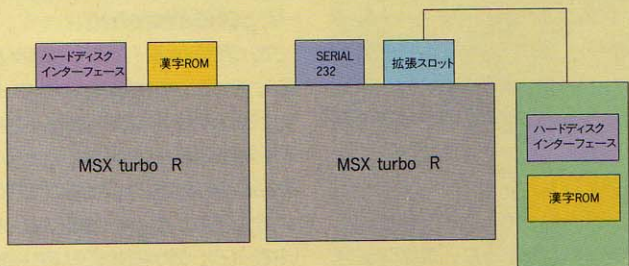 ハードディスク
インターフェース
漢字ROM
MSX turbo R
SERIAL
232
拡張スロット
MSX turbo R
ハードディスク
インターフェース
漢字ROM